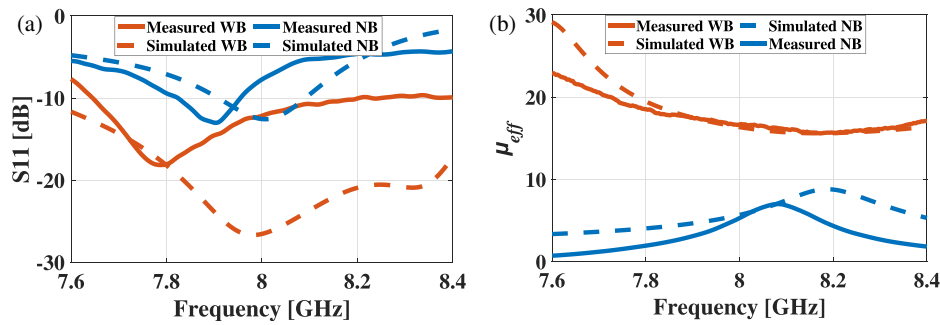 (a)
Measured WB
Measured NB
Simulated WB
Simulated NB
0
-10
-20
-30
S11 [dB]
7.6
7.8
8
8.2
8.4
Frequency [GHz]
(b)
Measured WB
Simulated NB
Simulated WB
Measured NB
30
20
10
0
μeff
7.6
7.8
8
8.2
8.4
Frequency [GHz]